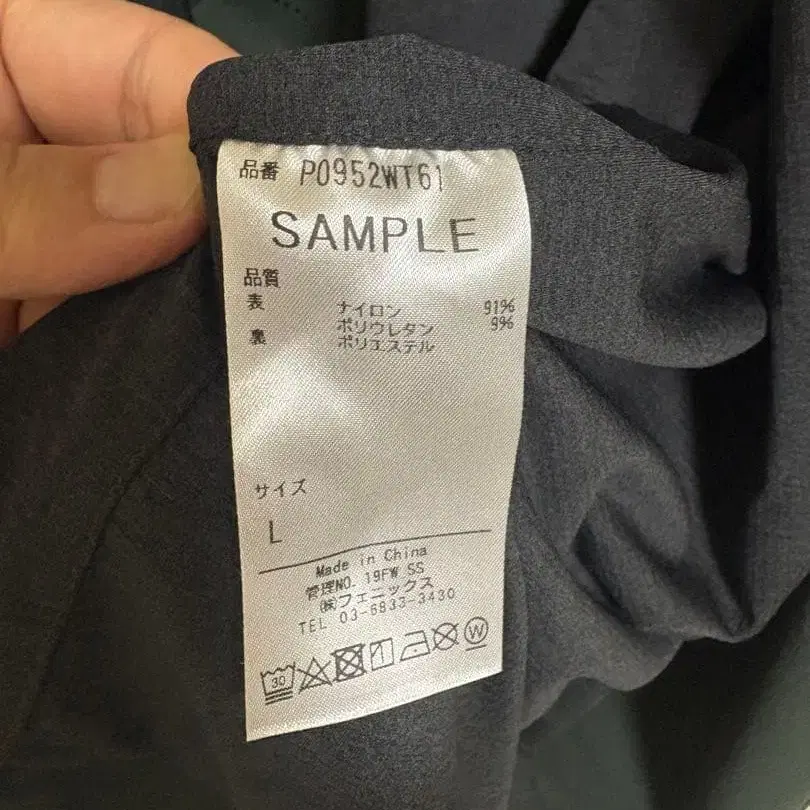 品番 P0952WT61
SAMPLE
品質
表 ナイロン 91%
ポリウレタン 9%
裏 ポリエステル
サイズ
L
Made in China
管理NO. 19FW SS
㈱フェニックス
TEL 03-6833-3430
30 W